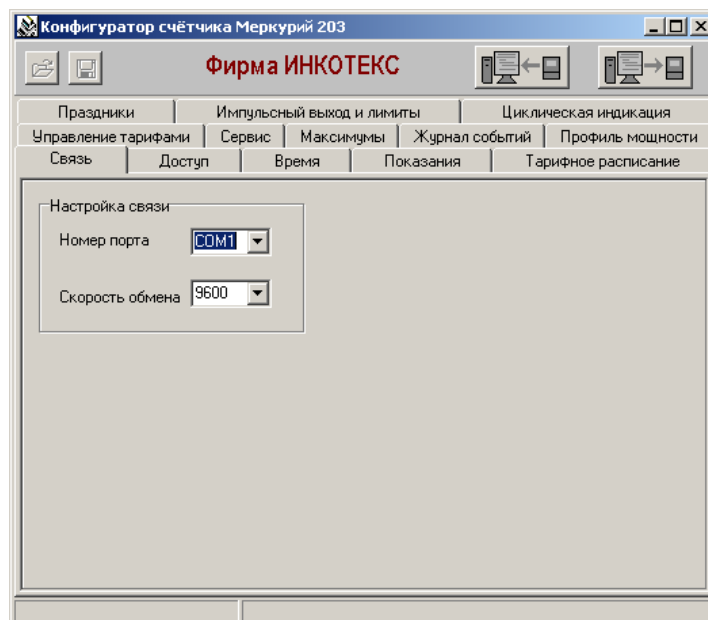 Конфигуратор счётчика Меркурий 203
Фирма ИНКОТЕКС
Праздники Импульсный выход и лимиты Циклическая индикация
Управление тарифами Сервис Максимумы Журнал событий Профиль мощности
Связь Доступ Время Показания Тарифное расписание
Настройка связи
Номер порта COM1
Скорость обмена 9600